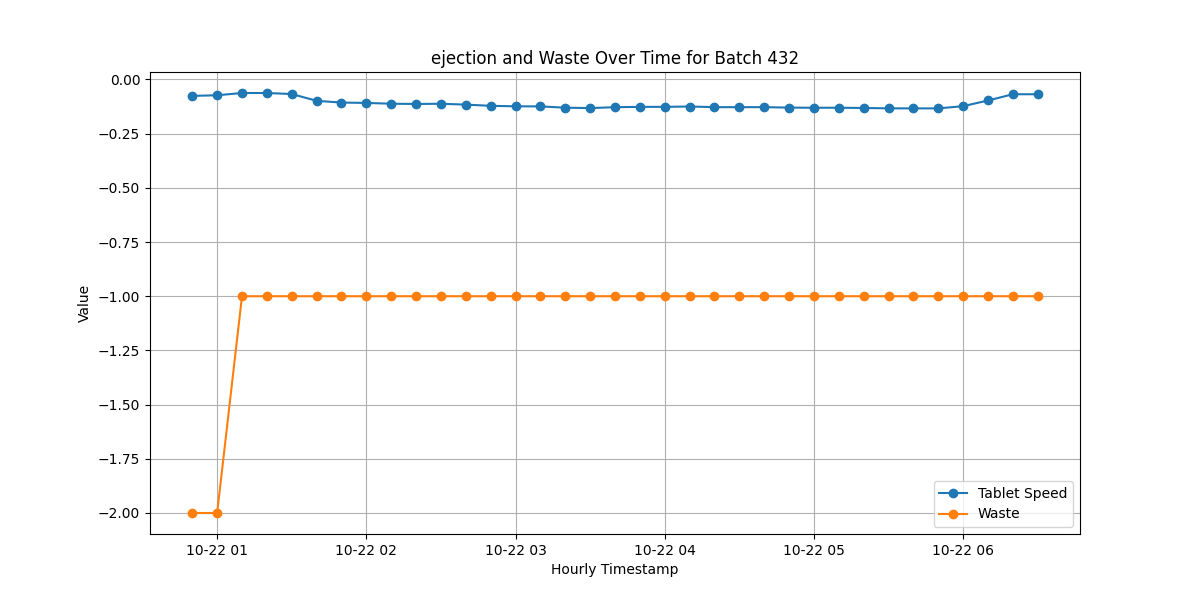 ejection and Waste Over Time for Batch 432
0.00
−0.25
−0.50
−0.75
−1.00
−1.25
−1.50
−1.75
−2.00
Value
Tablet Speed
Waste
10-22 01 10-22 02 10-22 03 10-22 04 10-22 05 10-22 06
Hourly Timestamp